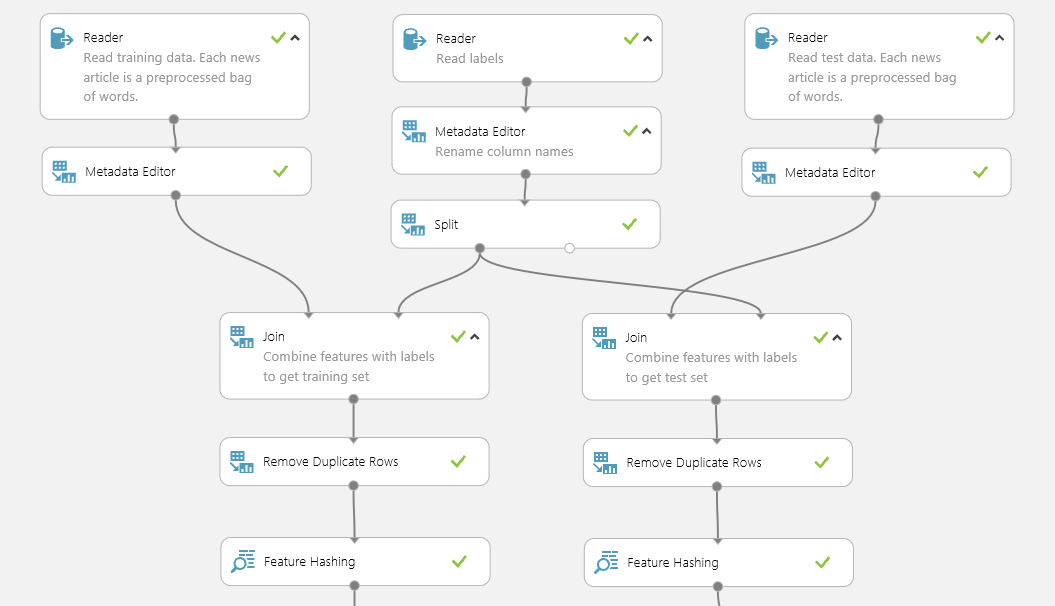 Reader
Read training data. Each news
article is a preprocessed bag
of words.
Reader
Read labels
Reader
Read test data. Each news
article is a preprocessed bag
of words.
Metadata Editor
Metadata Editor
Rename column names
Metadata Editor
Split
Join
Combine features with labels
to get training set
Join
Combine features with labels
to get test set
Remove Duplicate Rows
Remove Duplicate Rows
Feature Hashing
Feature Hashing